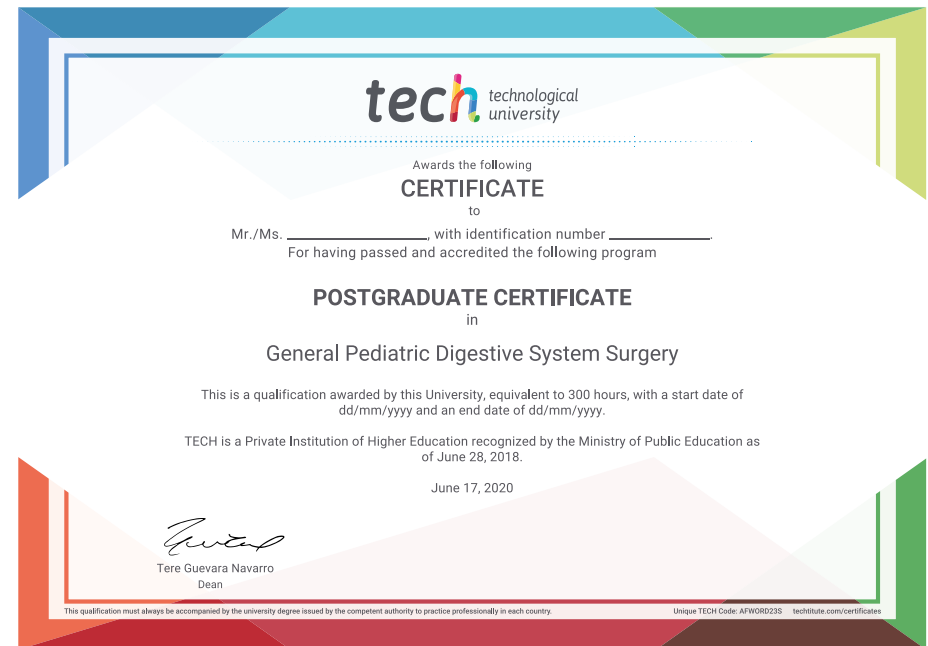 tech technological
university
Awards the following
CERTIFICATE
to
Mr./Ms. ____________________, with identification number ______________.
For having passed and accredited the following program
POSTGRADUATE CERTIFICATE
in
General Pediatric Digestive System Surgery
This is a qualification awarded by this University, equivalent to 300 hours, with a start date of
dd/mm/yyyy and an end date of dd/mm/yyyy.
TECH is a Private Institution of Higher Education recognized by the Ministry of Public Education as
of June 28, 2018.
June 17, 2020
Tere Guevara Navarro
Dean
This qualification must always be accompanied by the university degree issued by the competent authority to practice professionally in each country.
Unique TECH Code: AFWORD23S techtitute.com/certificates